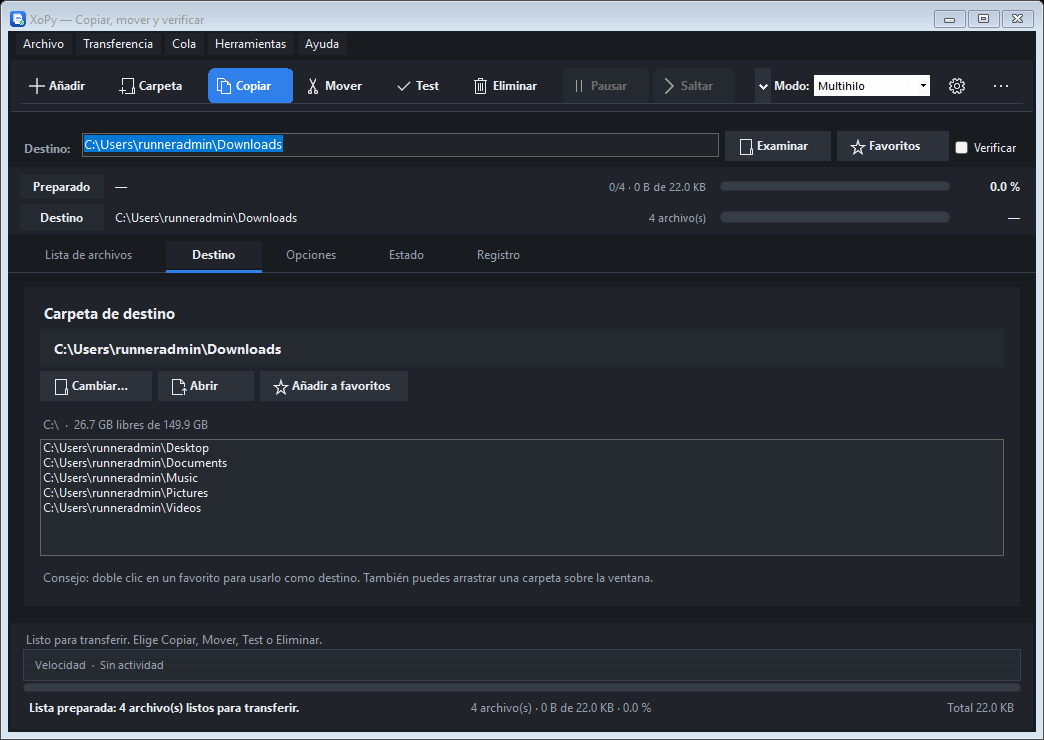 XoPy — Copiar, mover y verificar
Archivo Transferencia Cola Herramientas Ayuda
Añadir Carpeta Copiar Mover Test Eliminar Pausar Saltar Modo: Multihilo ...
Destino: C:\Users\runneradmin\Downloads Examinar Favoritos Verificar
Preparado — 0/4 · 0 B de 22.0 KB 0.0 %
Destino C:\Users\runneradmin\Downloads 4 archivo(s) —
Lista de archivos Destino Opciones Estado Registro
Carpeta de destino
C:\Users\runneradmin\Downloads
Cambiar... Abrir Añadir a favoritos
C:\ · 26.7 GB libres de 149.9 GB
C:\Users\runneradmin\Desktop
C:\Users\runneradmin\Documents
C:\Users\runneradmin\Music
C:\Users\runneradmin\Pictures
C:\Users\runneradmin\Videos
Consejo: doble clic en un favorito para usarlo como destino. También puedes arrastrar una carpeta sobre la ventana.
Listo para transferir. Elige Copiar, Mover, Test o Eliminar.
Velocidad · Sin actividad
Lista preparada: 4 archivo(s) listos para transferir. 4 archivo(s) · 0 B de 22.0 KB · 0.0 % Total 22.0 KB